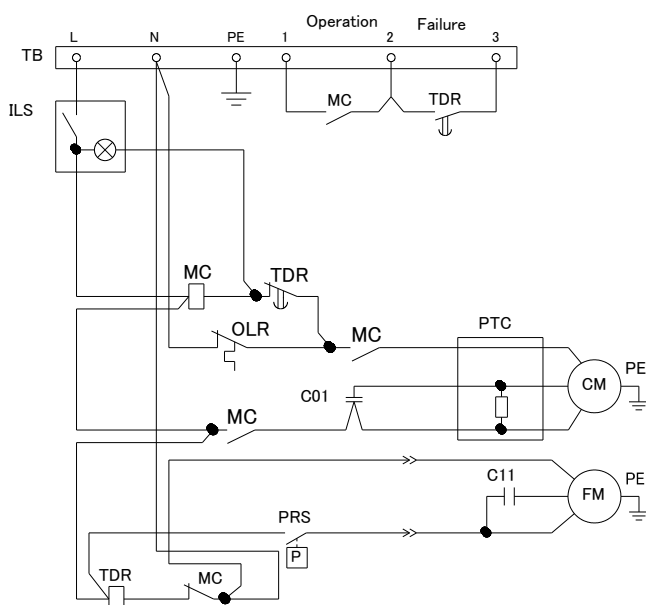 Operation Failure
L N PE 1 2 3
TB
MC TDR
ILS
MC TDR
OLR MC PTC
PE
CM
C01
MC
C11 PE
FM
PRS
P
TDR MC